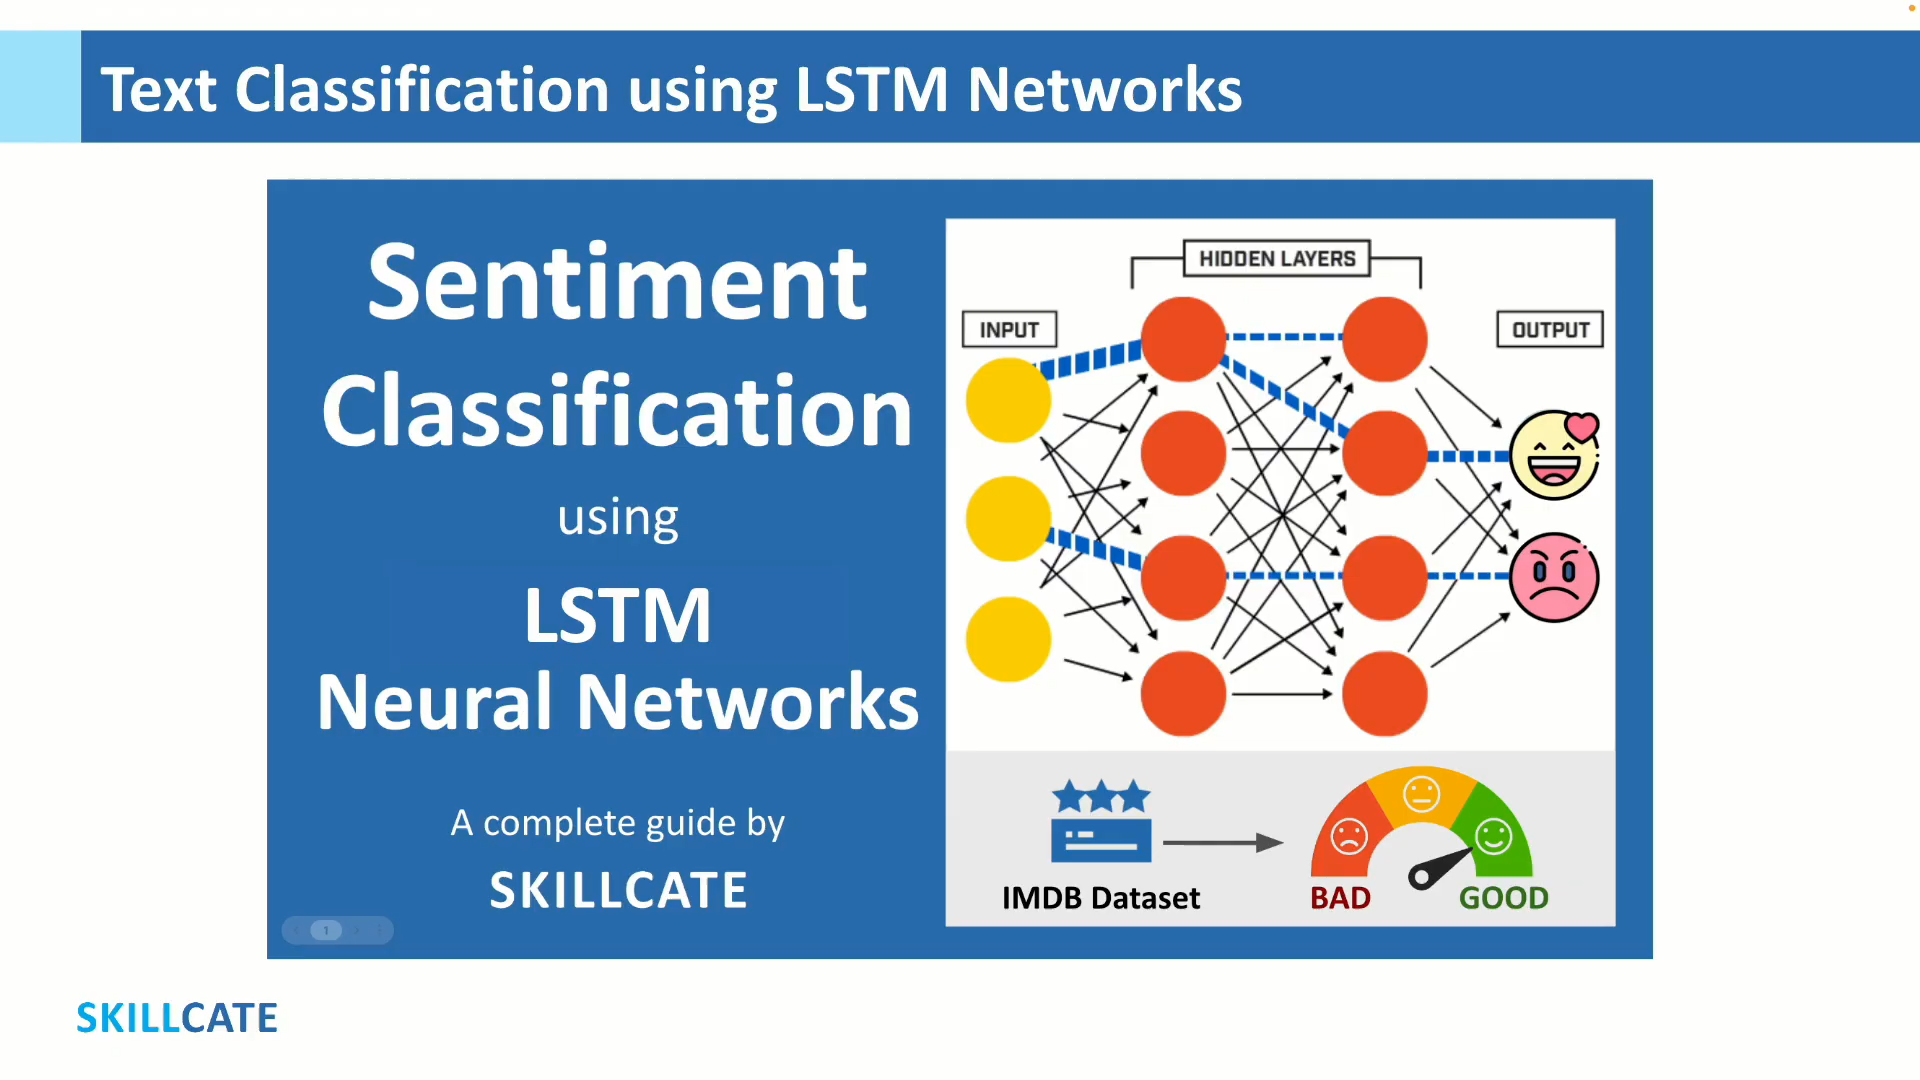 Text Classification using LSTM Networks
Sentiment
Classification
using
LSTM
Neural Networks
A complete guide by
SKILLCATE
1
HIDDEN LAYERS
INPUT
OUTPUT
IMDB Dataset
BAD
GOOD
SKILLCATE